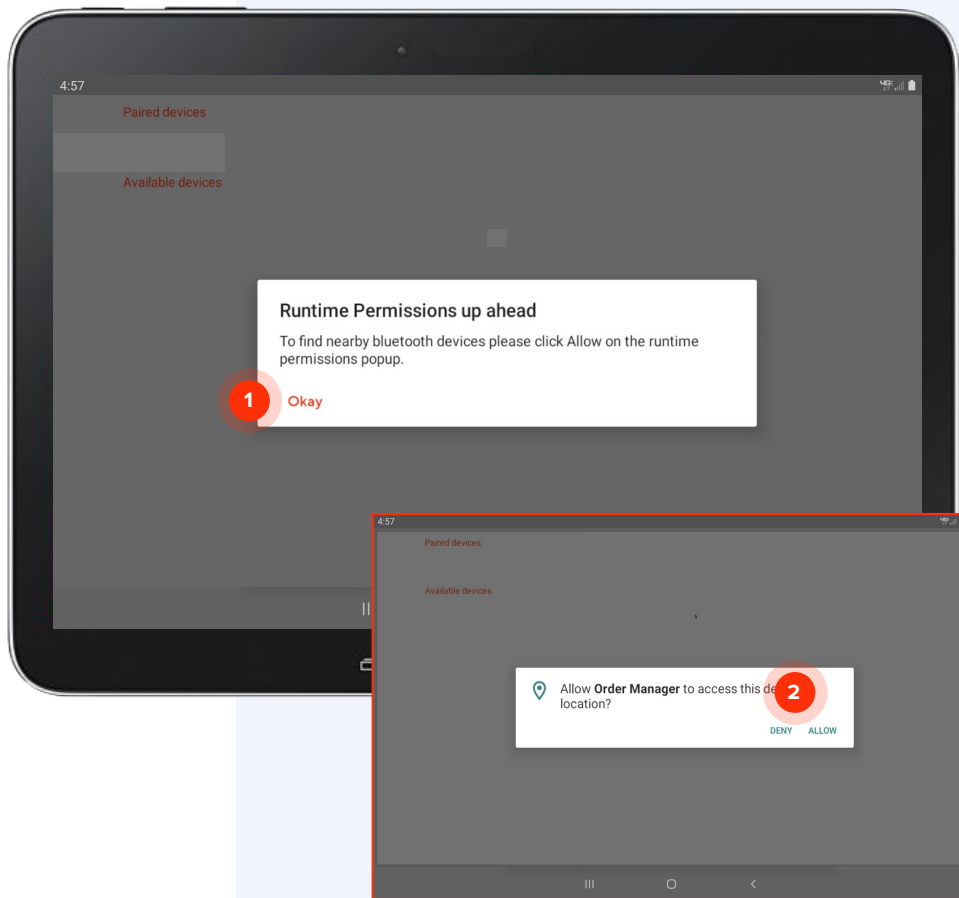 4:57
4G
Paired devices
Available devices
Runtime Permissions up ahead
To find nearby bluetooth devices please click Allow on the runtime
permissions popup.
1
Okay
4:57
Paired devices
Available devices
Allow Order Manager to access this de
2
location?
DENY ALLOW